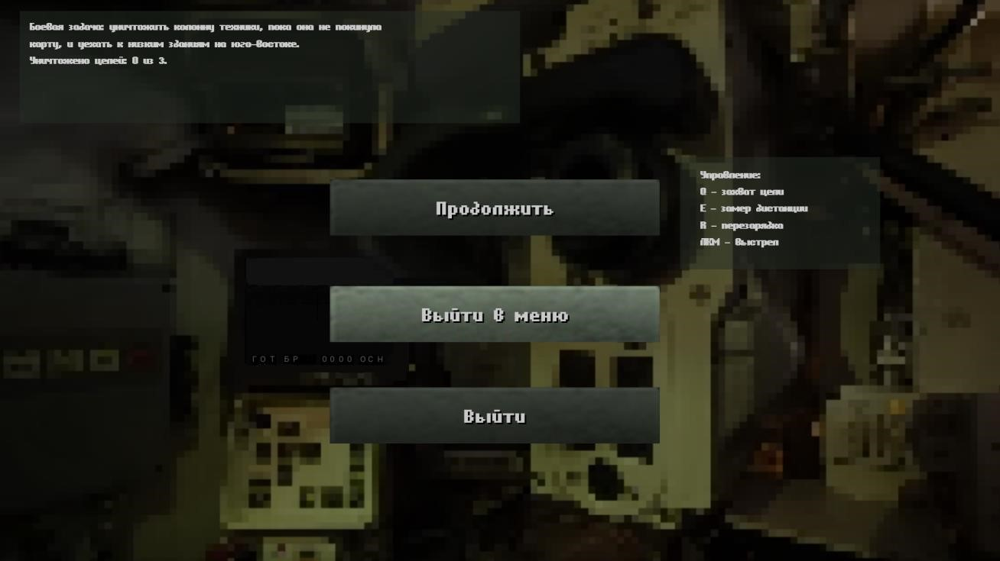 Боевая задача: уничтожить колонну техники, пока она не покинула
карту, и уехать к низким зданиям на юго-востоке.
Уничтожено целей: 0 из 3.
Управление:
Q - захват цели
E - замер дистанции
R - перезарядка
ЛКМ - выстрел
Продолжить
Выйти в меню
ГОТ БР 0000 ОСН
Выйти